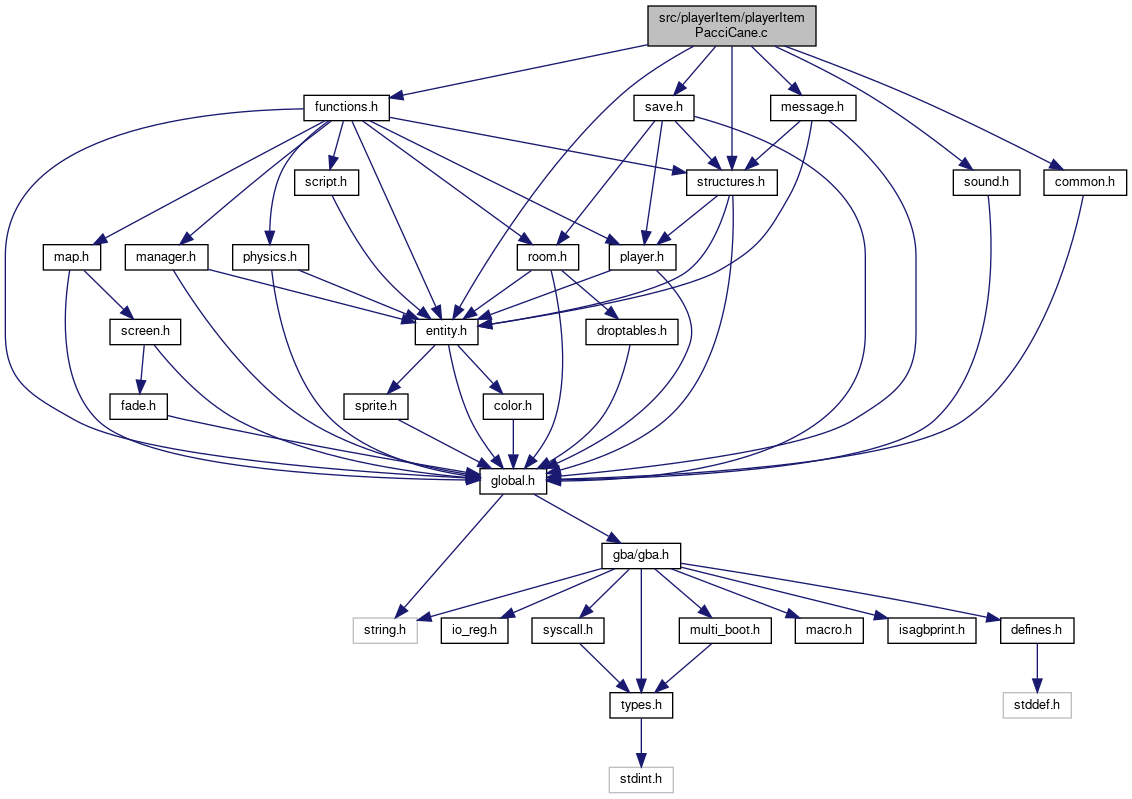 src/playerItem/playerItem
PacciCane.c
functions.h
save.h
message.h
script.h
structures.h
sound.h
common.h
map.h
manager.h
physics.h
room.h
player.h
screen.h
entity.h
droptables.h
fade.h
sprite.h
color.h
global.h
gba/gba.h
string.h
io_reg.h
syscall.h
multi_boot.h
macro.h
isagbprint.h
defines.h
types.h
stddef.h
stdint.h